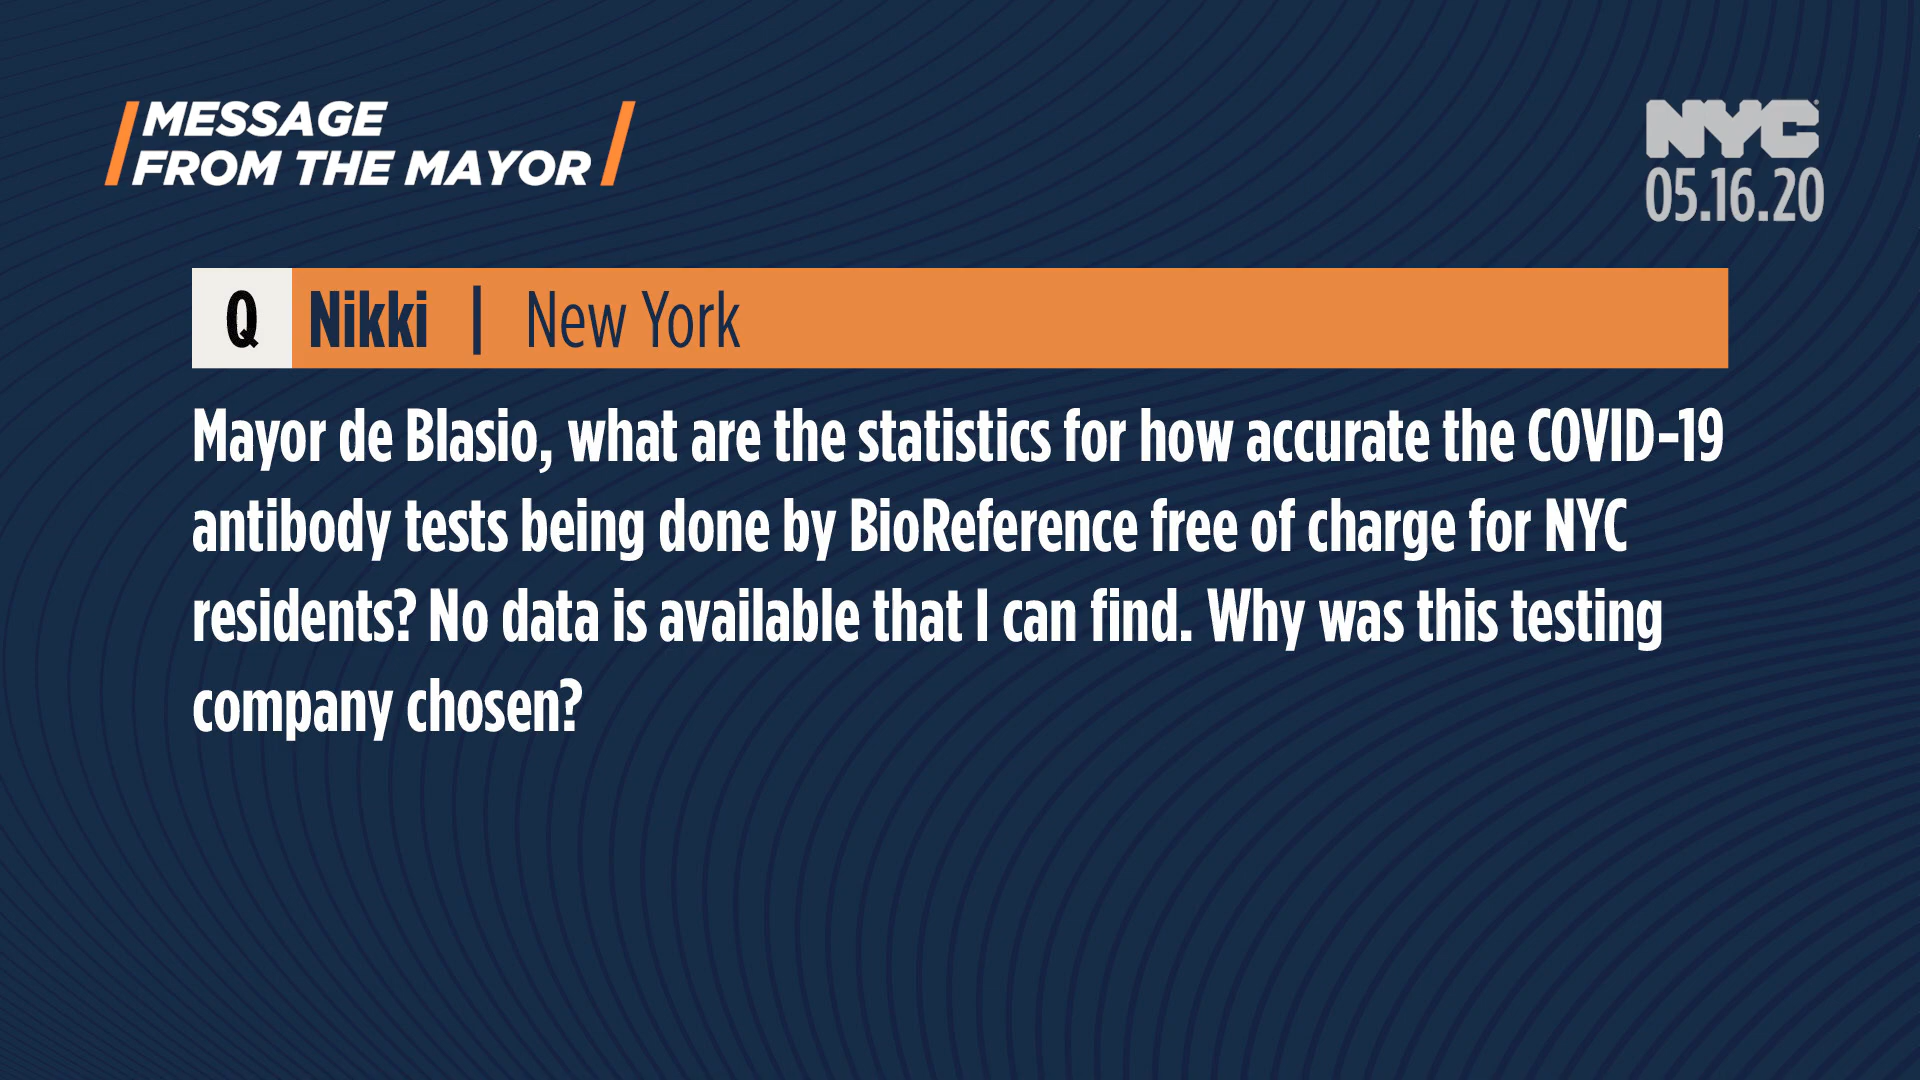 MESSAGE
FROM THE MAYOR
NYC
05.16.20
Q Nikki | New York
Mayor de Blasio, what are the statistics for how accurate the COVID-19
antibody tests being done by BioReference free of charge for NYC
residents? No data is available that I can find. Why was this testing
company chosen?